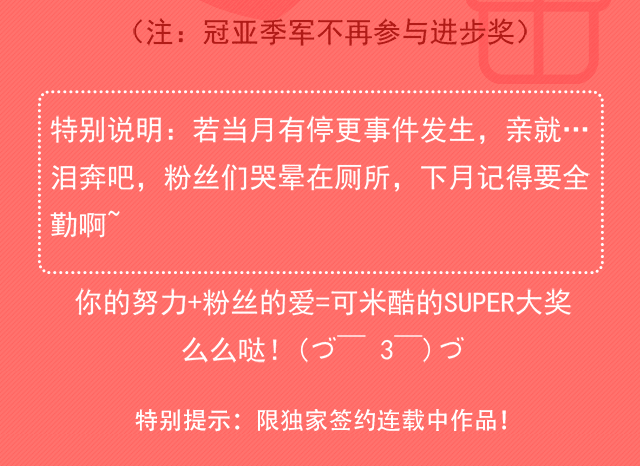 （注：冠亚季军不再参与进步奖）
特别说明：若当月有停更事件发生，亲就…
泪奔吧，粉丝们哭晕在厕所，下月记得要全
勤啊~
你的努力+粉丝的爱=可米酷的SUPER大奖
么么哒！(づ￣ 3￣)づ
特别提示：限独家签约连载中作品！